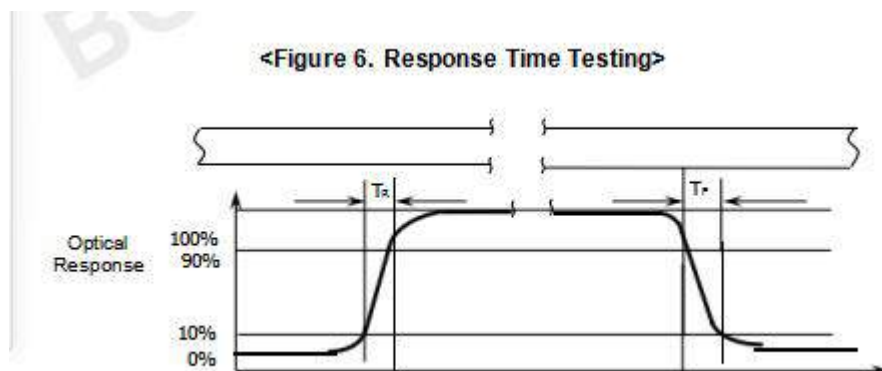 <Figure 6. Response Time Testing>
TR
TF
Optical
Response
100%
90%
10%
0%